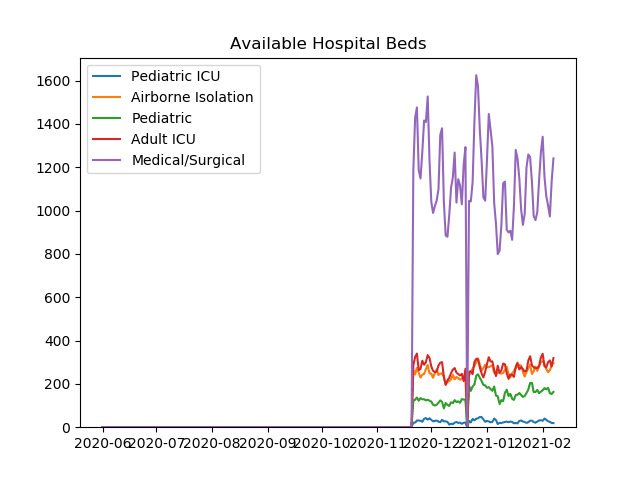 Available Hospital Beds
Pediatric ICU
Airborne Isolation
Pediatric
Adult ICU
Medical/Surgical
1600
1400
1200
1000
800
600
400
200
0
2020-06 2020-07 2020-08 2020-09 2020-10 2020-11 2020-12 2021-01 2021-02